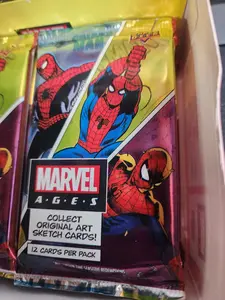 MARVEL
AGES
COLLECT
ORIGINAL ART
SKETCH CARDS!
12 CARDS PER PACK